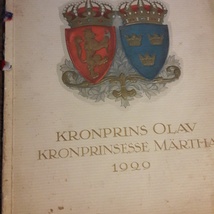 KRONPRINS OLAV
KRONPRINSESSE MÄRTHA
1929